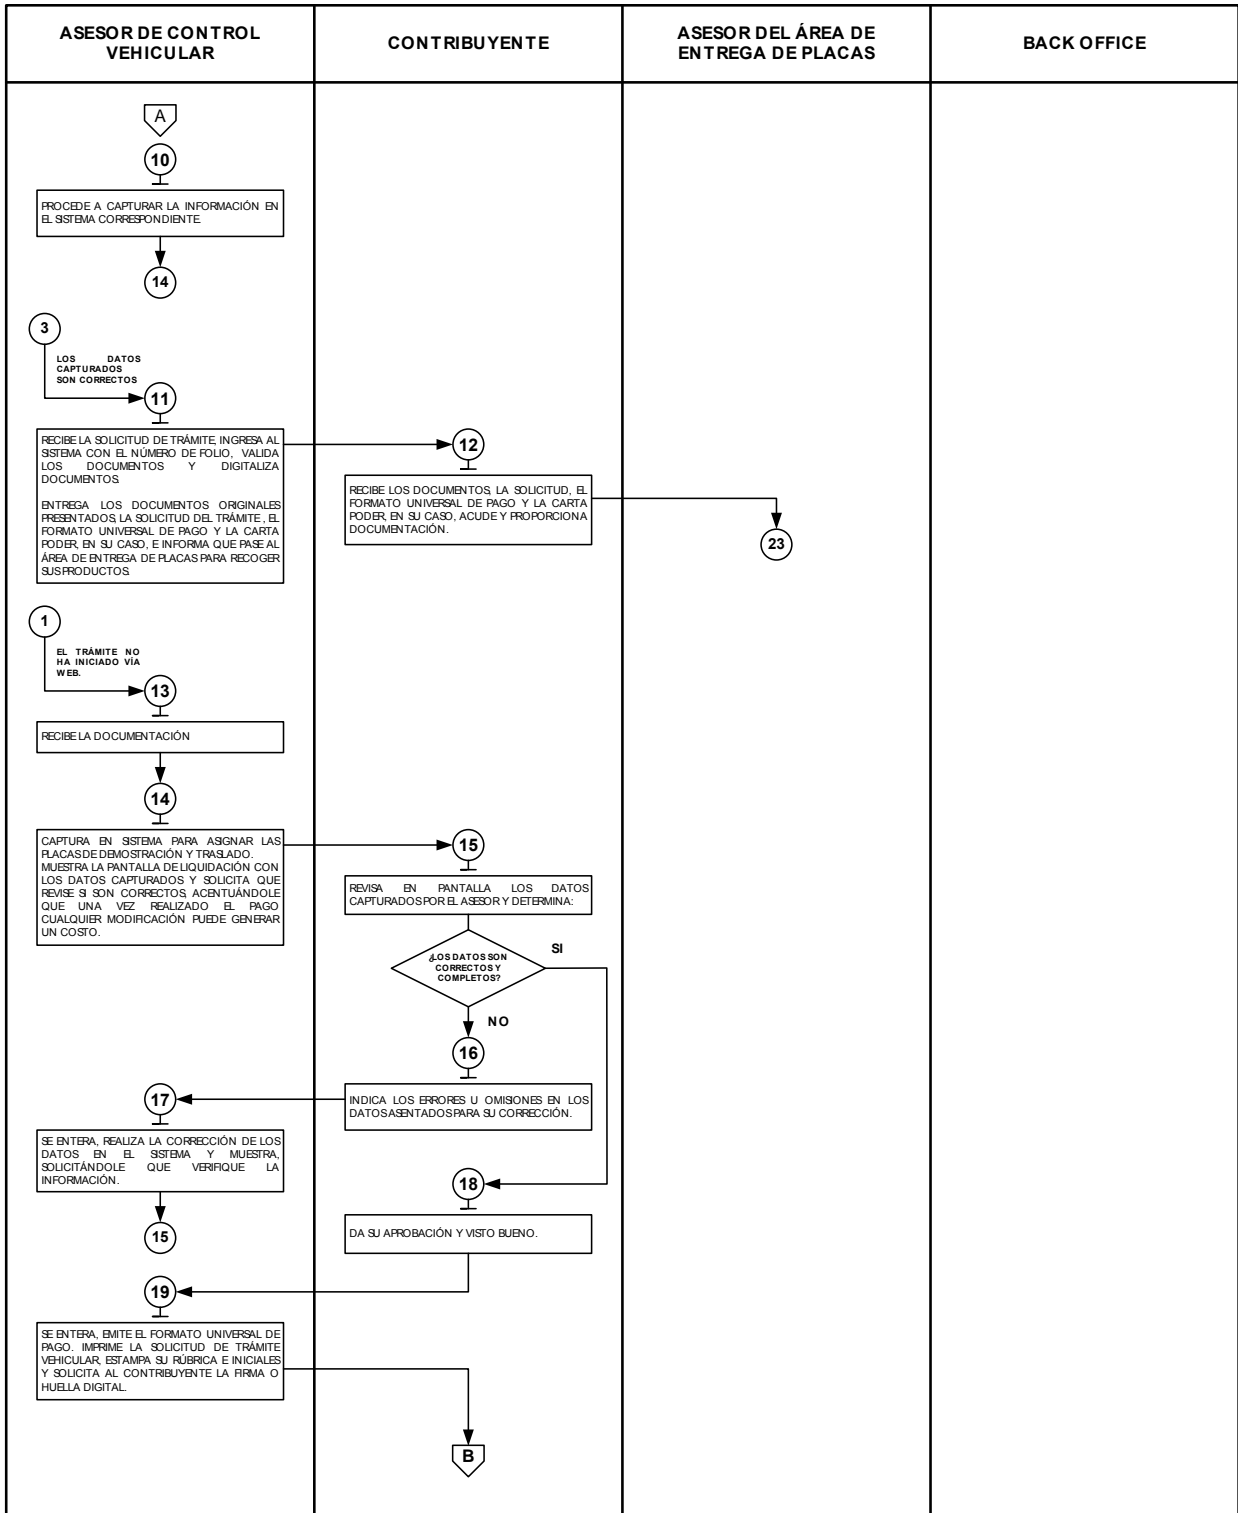 ASESOR DE CONTROL
VEHICULAR
CONTRIBUYENTE
ASESOR DEL ÁREA DE
ENTREGA DE PLACAS
BACK OFFICE
A
10
PROCEDE A CAPTURAR LA INFORMACIÓN EN
EL SISTEMA CORRESPONDIENTE.
14
3
LOS DATOS
CAPTURADOS
SON CORRECTOS
11
RECIBE LA SOLICITUD DE TRÁMITE, INGRESA AL
SISTEMA CON EL NÚMERO DE FOLIO, VALIDA
LOS DOCUMENTOS Y DIGITALIZA
DOCUMENTOS.
ENTREGA LOS DOCUMENTOS ORIGINALES
PRESENTADOS, LA SOLICITUD DEL TRÁMITE, EL
FORMATO UNIVERSAL DE PAGO Y LA CARTA
PODER, EN SU CASO, E INFORMA QUE PASE AL
ÁREA DE ENTREGA DE PLACAS PARA RECOGER
SUS PRODUCTOS.
12
RECIBE LOS DOCUMENTOS, LA SOLICITUD, EL
FORMATO UNIVERSAL DE PAGO Y LA CARTA
PODER, EN SU CASO, ACUDE Y PROPORCIONA
DOCUMENTACIÓN.
23
1
EL TRÁMITE NO
HA INICIADO VÍA
WEB.
13
RECIBE LA DOCUMENTACIÓN
14
CAPTURA EN SISTEMA PARA ASIGNAR LAS
PLACAS DE DEMOSTRACIÓN Y TRASLADO.
MUESTRA LA PANTALLA DE LIQUIDACIÓN CON
LOS DATOS CAPTURADOS Y SOLICITA QUE
REVISE SI SON CORRECTOS, ACENTUÁNDOLE
QUE UNA VEZ REALIZADO EL PAGO
CUALQUIER MODIFICACIÓN PUEDE GENERAR
UN COSTO.
15
REVISA EN PANTALLA LOS DATOS
CAPTURADOS POR EL ASESOR Y DETERMINA:
¿LOS DATOS SON
CORRECTOS Y
COMPLETOS?
SI
NO
16
INDICA LOS ERRORES U OMISIONES EN LOS
DATOS ASENTADOS PARA SU CORRECCIÓN.
17
SE ENTERA, REALIZA LA CORRECCIÓN DE LOS
DATOS EN EL SISTEMA Y MUESTRA,
SOLICITÁNDOLE QUE VERIFIQUE LA
INFORMACIÓN.
15
18
DA SU APROBACIÓN Y VISTO BUENO.
19
SE ENTERA, EMITE EL FORMATO UNIVERSAL DE
PAGO. IMPRIME LA SOLICITUD DE TRÁMITE
VEHICULAR, ESTAMPA SU RÚBRICA E INICIALES
Y SOLICITA AL CONTRIBUYENTE LA FIRMA O
HUELLA DIGITAL.
B